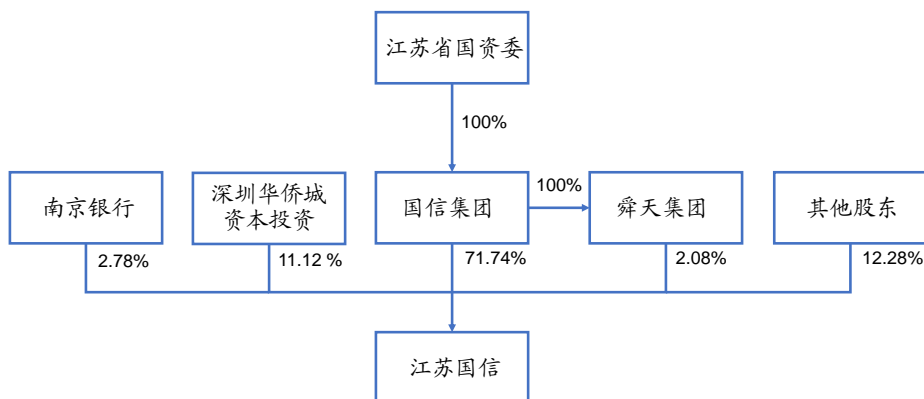 江苏省国资委
100%
南京银行
深圳华侨城
资本投资
国信集团
100%
舜天集团
其他股东
2.78%
11.12 %
71.74%
2.08%
12.28%
江苏国信